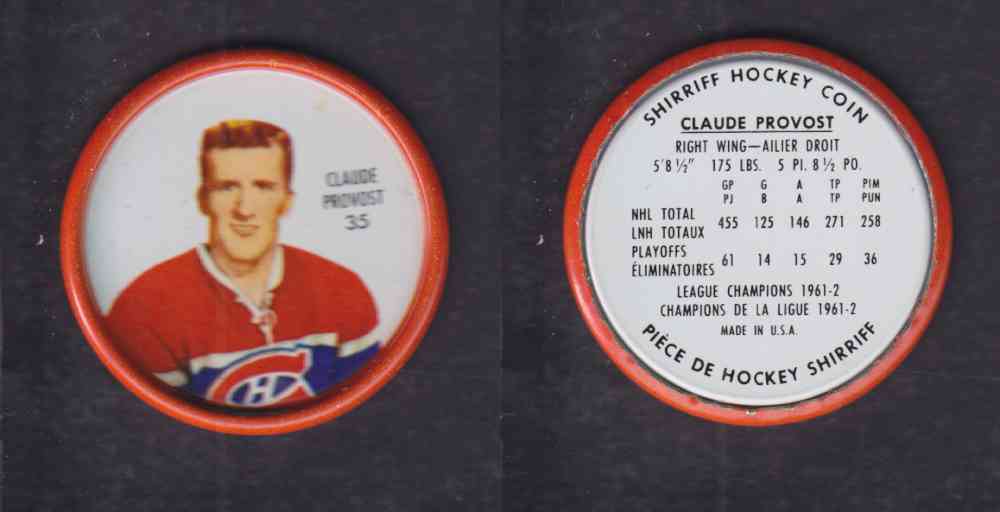 CLAUDE
PROVOST
35
SHIRRIFF HOCKEY COIN
CLAUDE PROVOST
RIGHT WING—AILIER DROIT
5'8½" 175 LBS. 5 PI. 8½ PO.
GP G A TP PIM
PJ B A TP PUN
NHL TOTAL
LNH TOTAUX 455 125 146 271 258
PLAYOFFS
ÉLIMINATOIRES 61 14 15 29 36
LEAGUE CHAMPIONS 1961-2
CHAMPIONS DE LA LIGUE 1961-2
MADE IN U.S.A.
PIÈCE DE HOCKEY SHIRRIFF